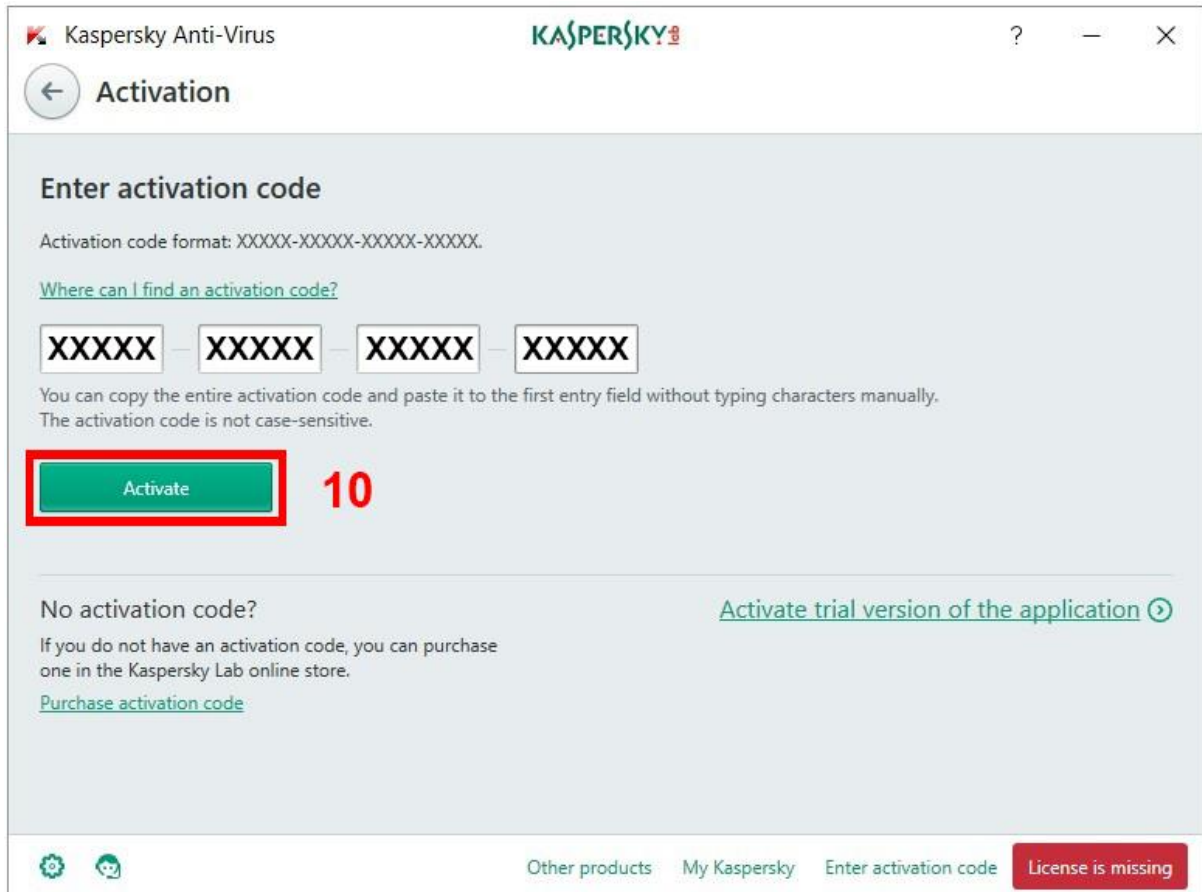 Kaspersky Anti-Virus
KASPERSKY lab
?
Activation
Enter activation code
Activation code format: XXXXX-XXXXX-XXXXX-XXXXX.
Where can I find an activation code?
XXXXX – XXXXX – XXXXX – XXXXX
You can copy the entire activation code and paste it to the first entry field without typing characters manually.
The activation code is not case-sensitive.
Activate 10
No activation code?
Activate trial version of the application
If you do not have an activation code, you can purchase
one in the Kaspersky Lab online store.
Purchase activation code
Other products My Kaspersky Enter activation code License is missing